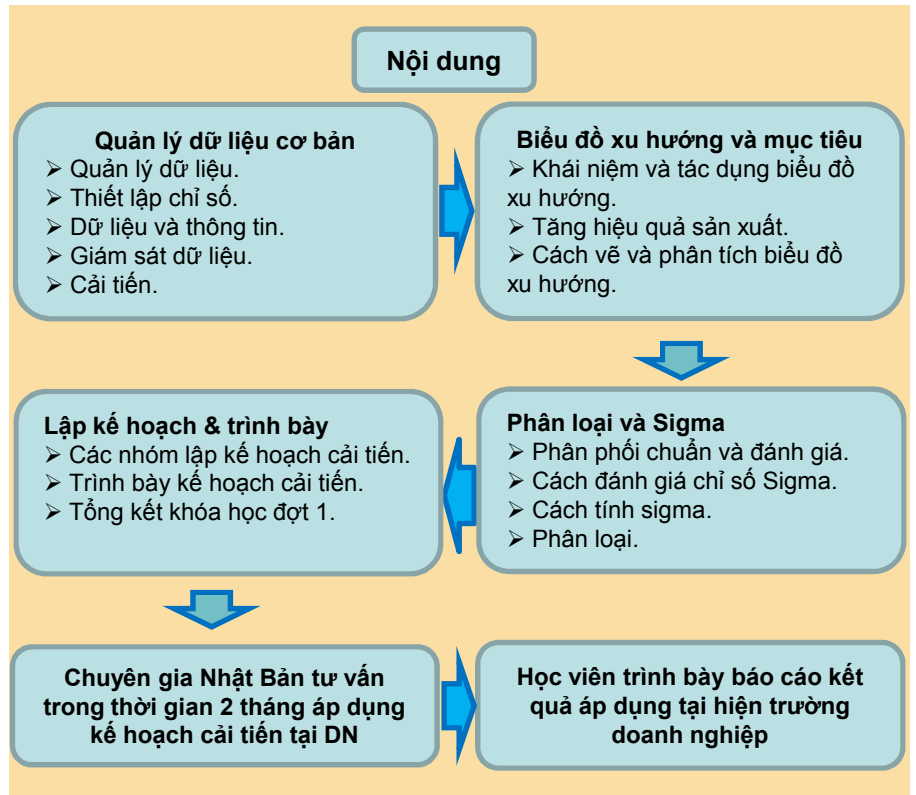 Nội dung
Quản lý dữ liệu cơ bản
➢ Quản lý dữ liệu.
➢ Thiết lập chỉ số.
➢ Dữ liệu và thông tin.
➢ Giám sát dữ liệu.
➢ Cải tiến.
Biểu đồ xu hướng và mục tiêu
➢ Khái niệm và tác dụng biểu đồ
xu hướng.
➢ Tăng hiệu quả sản xuất.
➢ Cách vẽ và phân tích biểu đồ
xu hướng.
Phân loại và Sigma
➢ Phân phối chuẩn và đánh giá.
➢ Cách đánh giá chỉ số Sigma.
➢ Cách tính sigma.
➢ Phân loại.
Lập kế hoạch & trình bày
➢ Các nhóm lập kế hoạch cải tiến.
➢ Trình bày kế hoạch cải tiến.
➢ Tổng kết khóa học đợt 1.
Chuyên gia Nhật Bản tư vấn
trong thời gian 2 tháng áp dụng
kế hoạch cải tiến tại DN
Học viên trình bày báo cáo kết
quả áp dụng tại hiện trường
doanh nghiệp